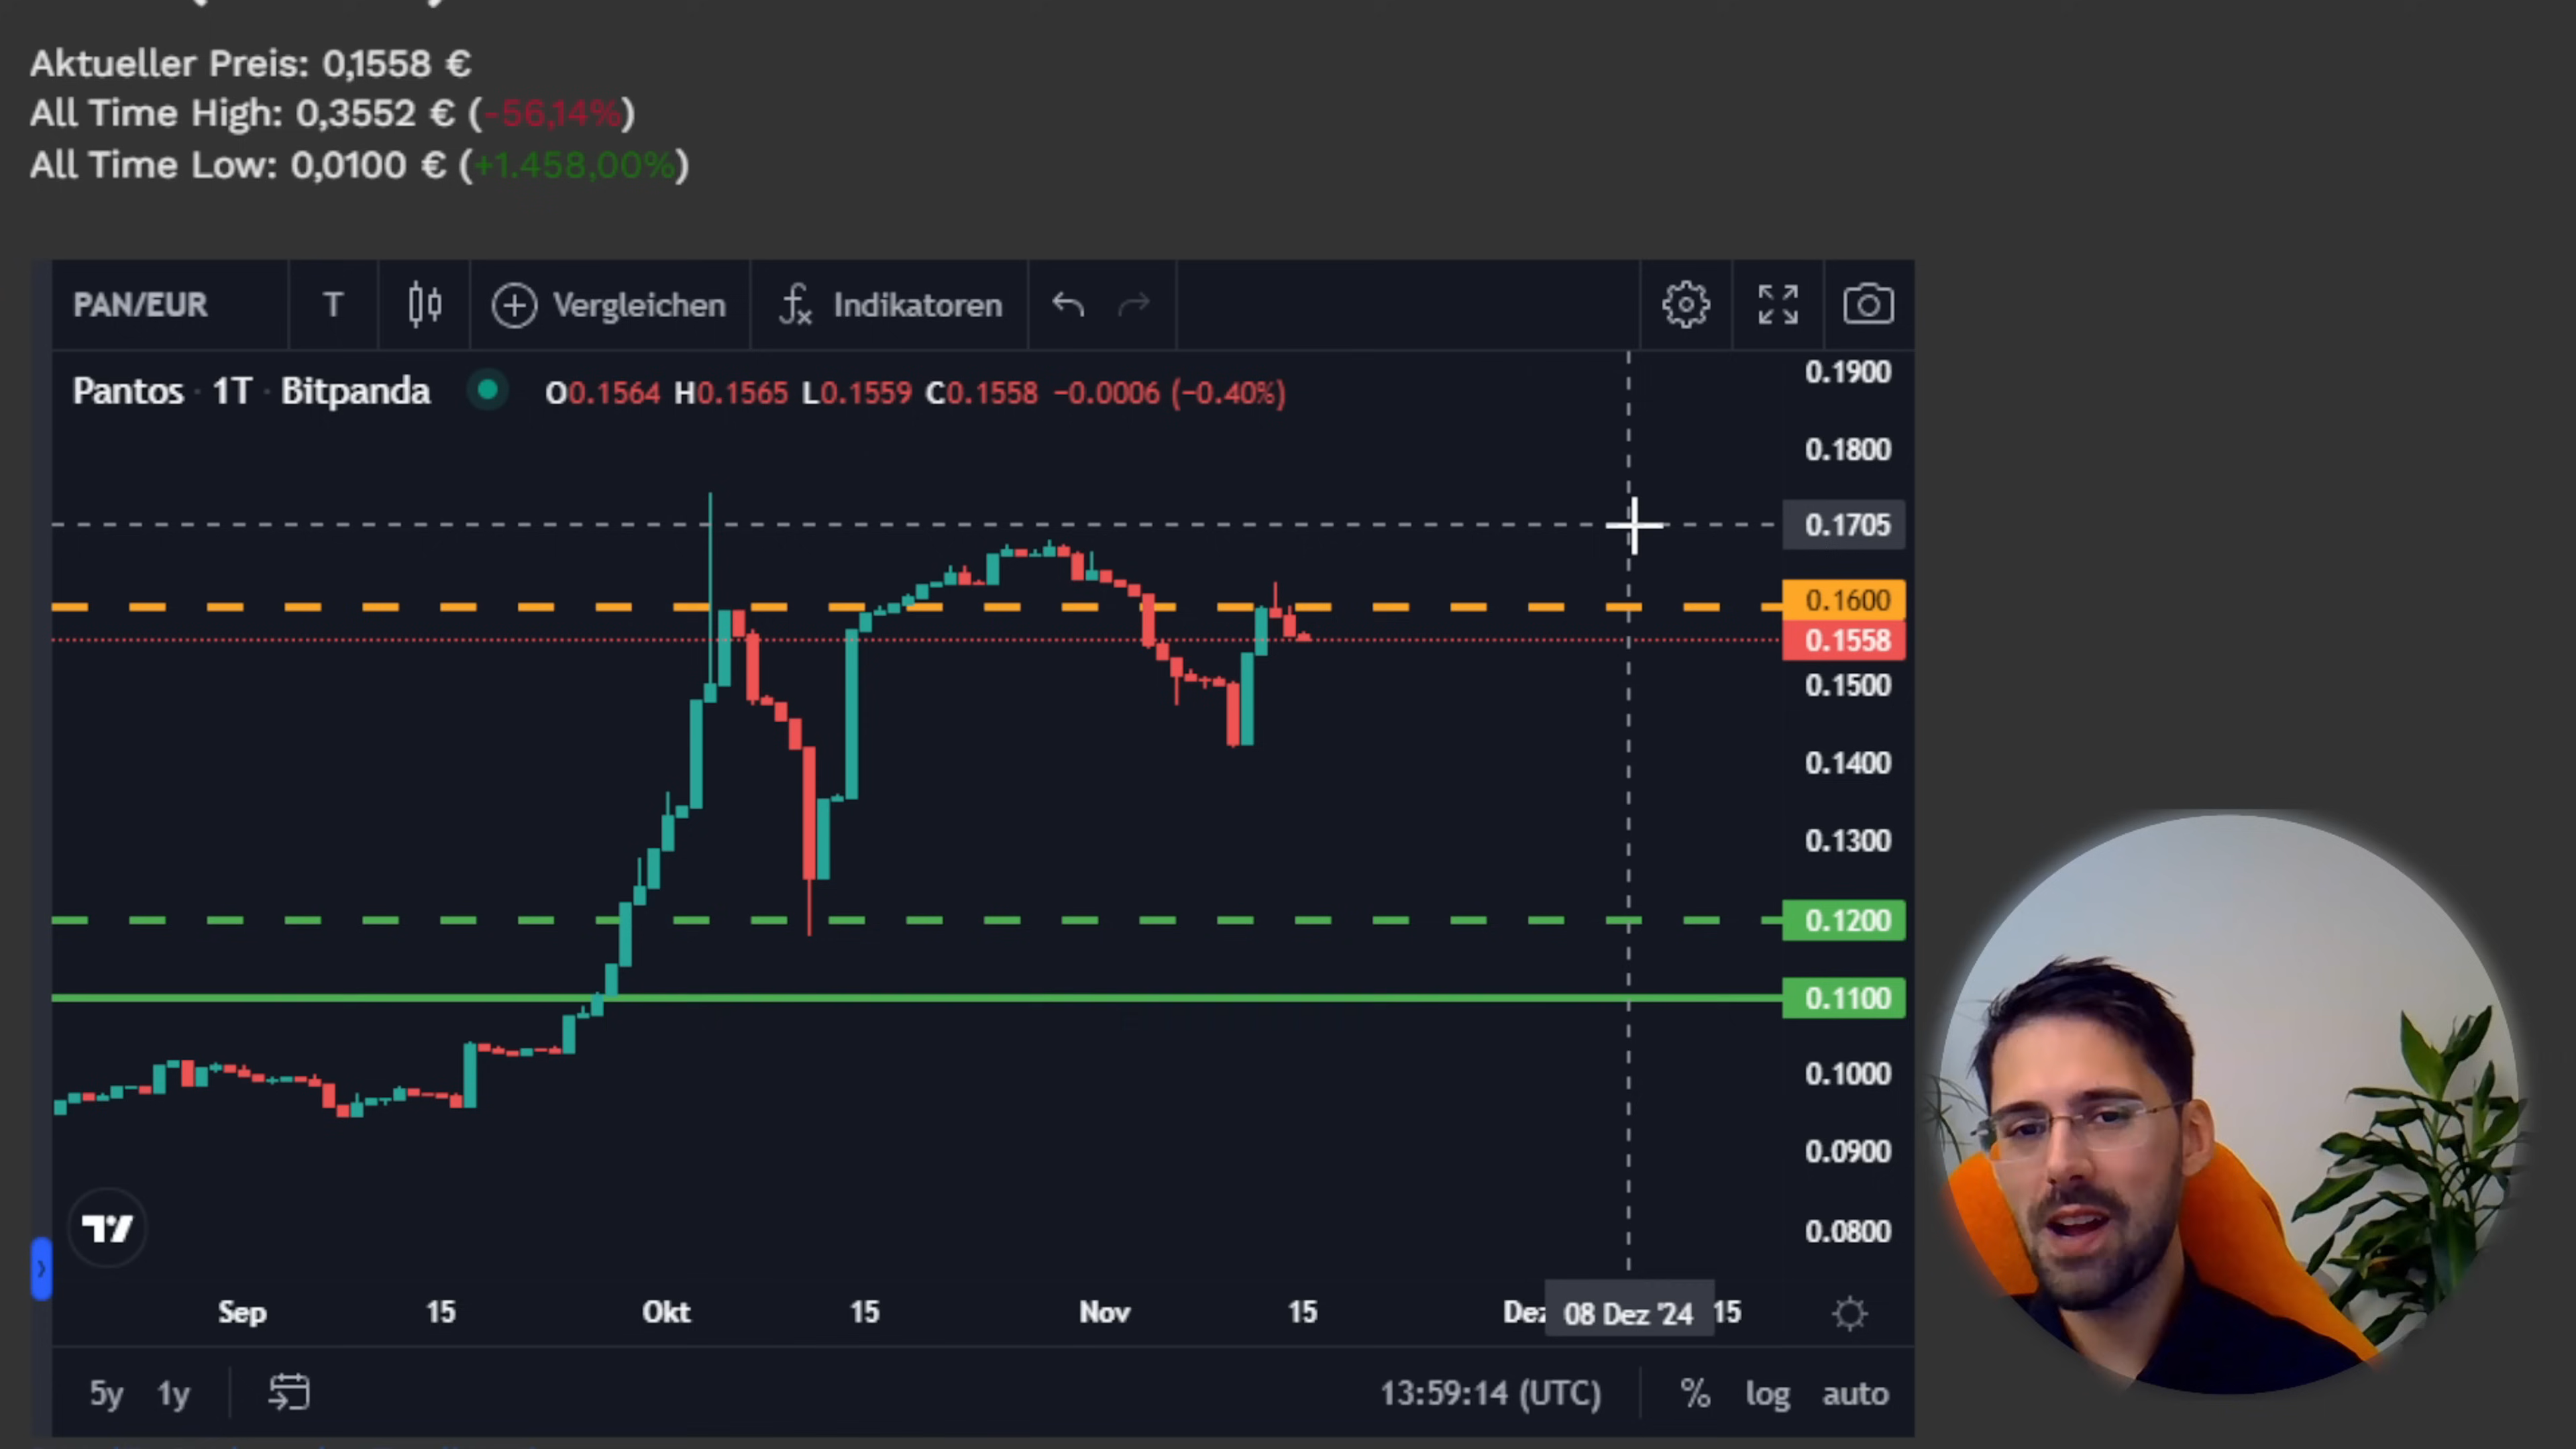 Aktueller Preis: 0,1558 €
All Time High: 0,3552 € (-56,14%)
All Time Low: 0,0100 € (+1.458,00%)
PAN/EUR T Vergleichen fx Indikatoren
Pantos · 1T · Bitpanda O0.1564 H0.1565 L0.1559 C0.1558 −0.0006 (−0.40%)
0.1900
0.1800
0.1705
0.1600
0.1558
0.1500
0.1400
0.1300
0.1200
0.1100
0.1000
0.0900
0.0800
Sep 15 Okt 15 Nov 15 Dez 08 Dez '24 15
5y 1y 13:59:14 (UTC) % log auto